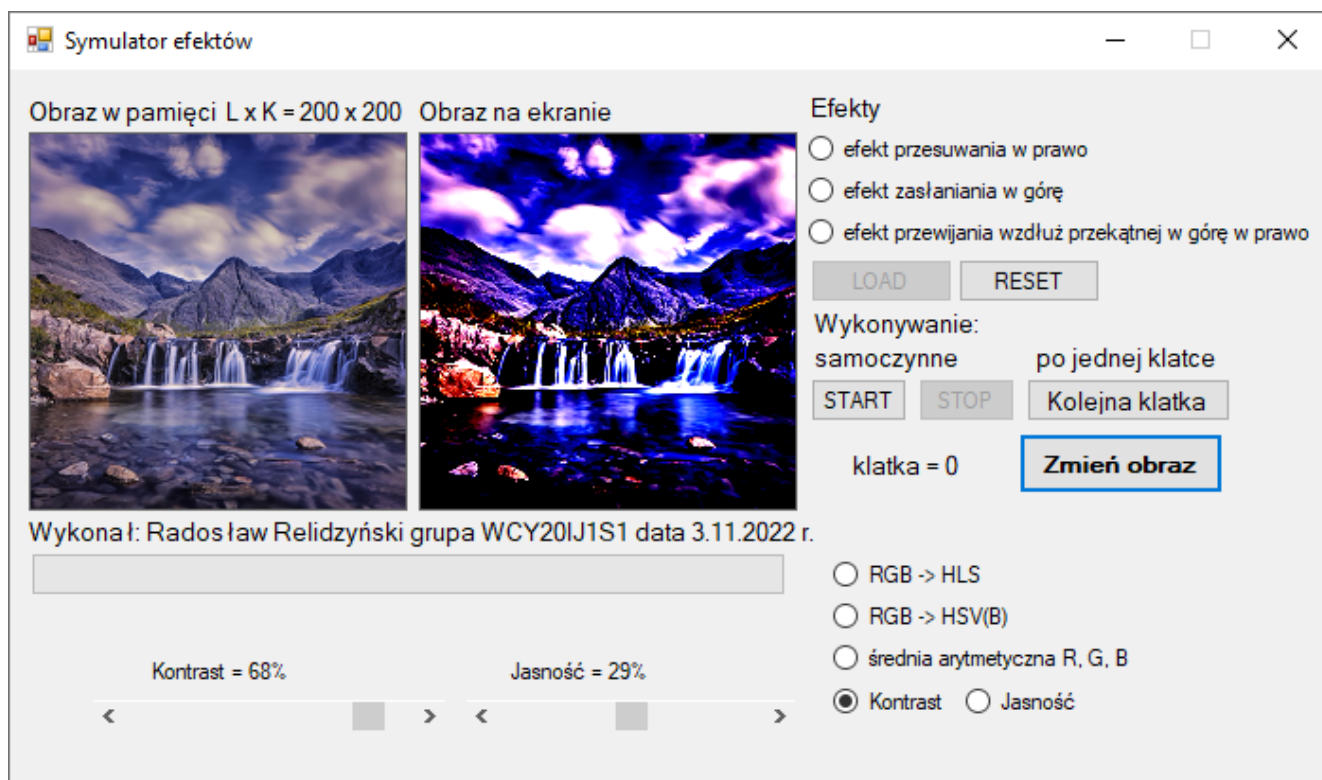 Symulator efektów
Obraz w pamięci L x K = 200 x 200
Obraz na ekranie
Efekty
efekt przesuwania w prawo
efekt zasłaniania w górę
efekt przewijania wzdłuż przekątnej w górę w prawo
LOAD
RESET
Wykonywanie:
samoczynne
po jednej klatce
START
STOP
Kolejna klatka
klatka = 0
Zmień obraz
Wykonał: Radosław Relidzyński grupa WCY20IJ1S1 data 3.11.2022 r.
RGB -> HLS
RGB -> HSV(B)
średnia arytmetyczna R, G, B
Kontrast
Jasność
Kontrast = 68%
Jasność = 29%